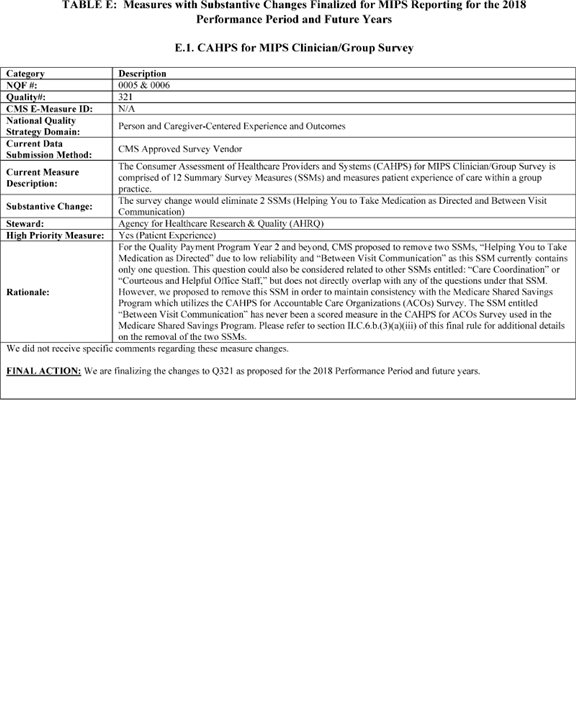 TABLE E: Measures with Substantive Changes Finalized for MIPS Reporting for the 2018
Performance Period and Future Years
E.1. CAHPS for MIPS Clinician/Group Survey
Category Description
NQF #: 0005 & 0006
Quality#: 321
CMS E-Measure ID: N/A
National Quality
Strategy Domain: Person and Caregiver-Centered Experience and Outcomes
Current Data
Submission Method: CMS Approved Survey Vendor
Current Measure
Description:
The Consumer Assessment of Healthcare Providers and Systems (CAHPS) for MIPS Clinician/Group Survey is
comprised of 12 Summary Survey Measures (SSMs) and measures patient experience of care within a group
practice.
Substantive Change:
The survey change would eliminate 2 SSMs (Helping You to Take Medication as Directed and Between Visit
Communication)
Steward: Agency for Healthcare Research & Quality (AHRQ)
High Priority Measure: Yes (Patient Experience)
Rationale:
For the Quality Payment Program Year 2 and beyond, CMS proposed to remove two SSMs, “Helping You to Take
Medication as Directed” due to low reliability and “Between Visit Communication” as this SSM currently contains
only one question. This question could also be considered related to other SSMs entitled: “Care Coordination” or
“Courteous and Helpful Office Staff,” but does not directly overlap with any of the questions under that SSM.
However, we proposed to remove this SSM in order to maintain consistency with the Medicare Shared Savings
Program which utilizes the CAHPS for Accountable Care Organizations (ACOs) Survey. The SSM entitled
“Between Visit Communication” has never been a scored measure in the CAHPS for ACOs Survey used in the
Medicare Shared Savings Program. Please refer to section II.C.6.b.(3)(a)(iii) of this final rule for additional details
on the removal of the two SSMs.
We did not receive specific comments regarding these measure changes.
FINAL ACTION: We are finalizing the changes to Q321 as proposed for the 2018 Performance Period and future years.